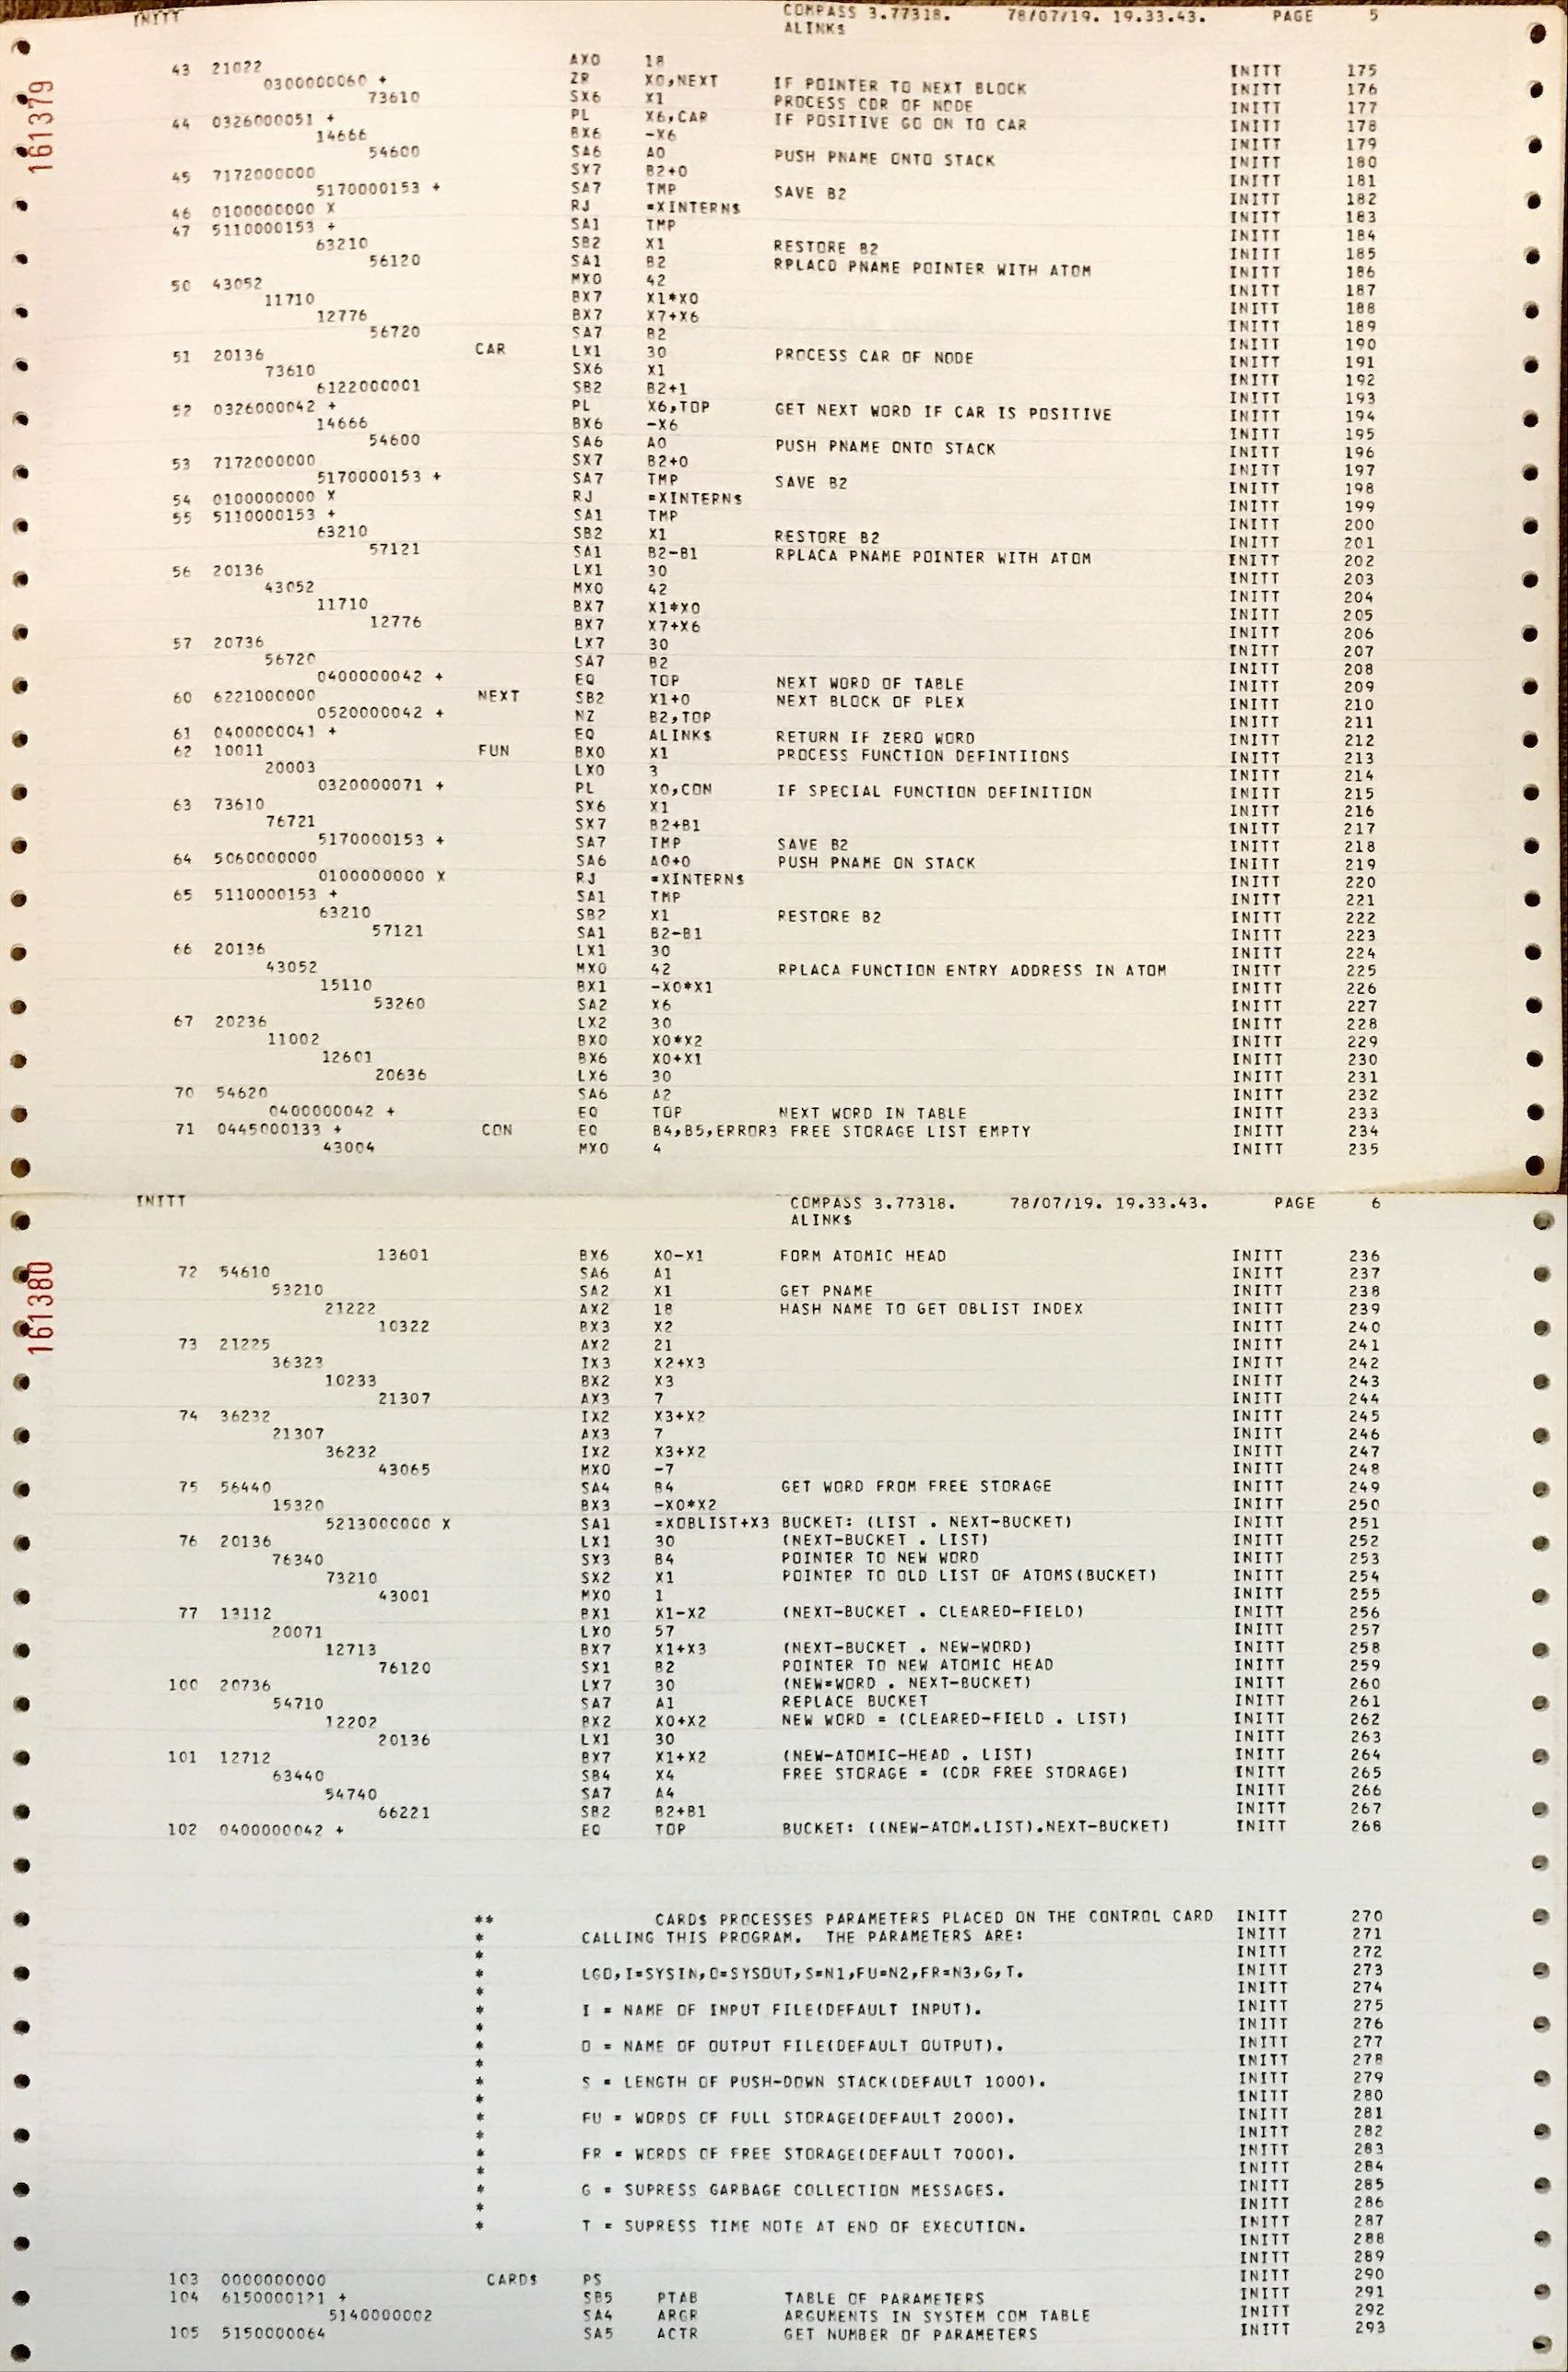 INITT COMPASS 3.77318. 78/07/19. 19.33.43. PAGE 5
ALINK$
161379
43 21022 AX0 18 INITT 175
0300000060 + ZR X0,NEXT IF POINTER TO NEXT BLOCK INITT 176
73610 SX6 X1 PROCESS CDR OF NODE INITT 177
44 0326000051 + PL X6,CAR IF POSITIVE GO ON TO CAR INITT 178
14666 BX6 -X6 INITT 179
54600 SA6 A0 PUSH PNAME ONTO STACK INITT 180
45 7172000000 SX7 B2+0 INITT 181
5170000153 + SA7 TMP SAVE B2 INITT 182
46 0100000000 X RJ =XINTERN$ INITT 183
47 5110000153 + SA1 TMP INITT 184
63210 SB2 X1 RESTORE B2 INITT 185
56120 SA1 B2 RPLACD PNAME POINTER WITH ATOM INITT 186
50 43052 MX0 42 INITT 187
11710 BX7 X1*X0 INITT 188
12776 BX7 X7+X6 INITT 189
56720 SA7 B2 INITT 190
51 20136 CAR LX1 30 PROCESS CAR OF NODE INITT 191
73610 SX6 X1 INITT 192
6122000001 SB2 B2+1 INITT 193
52 0326000042 + PL X6,TOP GET NEXT WORD IF CAR IS POSITIVE INITT 194
14666 BX6 -X6 INITT 195
54600 SA6 A0 PUSH PNAME ONTO STACK INITT 196
53 7172000000 SX7 B2+0 INITT 197
5170000153 + SA7 TMP SAVE B2 INITT 198
54 0100000000 X RJ =XINTERN$ INITT 199
55 5110000153 + SA1 TMP INITT 200
63210 SB2 X1 RESTORE B2 INITT 201
57121 SA1 B2-B1 RPLACA PNAME POINTER WITH ATOM INITT 202
56 20136 LX1 30 INITT 203
43052 MX0 42 INITT 204
11710 BX7 X1*X0 INITT 205
12776 BX7 X7+X6 INITT 206
57 20736 LX7 30 INITT 207
56720 SA7 B2 INITT 208
0400000042 + EQ TOP NEXT WORD OF TABLE INITT 209
60 6221000000 NEXT SB2 X1+0 NEXT BLOCK OF PLEX INITT 210
0520000042 + NZ B2,TOP INITT 211
61 0400000041 + EQ ALINK$ RETURN IF ZERO WORD INITT 212
62 10011 FUN BX0 X1 PROCESS FUNCTION DEFINTIIONS INITT 213
20003 LX0 3 INITT 214
0320000071 + PL X0,CON IF SPECIAL FUNCTION DEFINITION INITT 215
63 73610 SX6 X1 INITT 216
76721 SX7 B2+B1 INITT 217
5170000153 + SA7 TMP SAVE B2 INITT 218
64 5060000000 SA6 A0+0 PUSH PNAME ON STACK INITT 219
0100000000 X RJ =XINTERN$ INITT 220
65 5110000153 + SA1 TMP INITT 221
63210 SB2 X1 RESTORE B2 INITT 222
57121 SA1 B2-B1 INITT 223
66 20136 LX1 30 INITT 224
43052 MX0 42 RPLACA FUNCTION ENTRY ADDRESS IN ATOM INITT 225
15110 BX1 -X0*X1 INITT 226
53260 SA2 X6 INITT 227
67 20236 LX2 30 INITT 228
11002 BX0 X0*X2 INITT 229
12601 BX6 X0+X1 INITT 230
20636 LX6 30 INITT 231
70 54620 SA6 A2 INITT 232
0400000042 + EQ TOP NEXT WORD IN TABLE INITT 233
71 0445000133 + CON EQ B4,B5,ERROR3 FREE STORAGE LIST EMPTY INITT 234
43004 MX0 4 INITT 235
INITT COMPASS 3.77318. 78/07/19. 19.33.43. PAGE 6
ALINK$
161380
13601 BX6 X0-X1 FORM ATOMIC HEAD INITT 236
72 54610 SA6 A1 INITT 237
53210 SA2 X1 GET PNAME INITT 238
21222 AX2 18 HASH NAME TO GET OBLIST INDEX INITT 239
10322 BX3 X2 INITT 240
73 21225 AX2 21 INITT 241
36323 IX3 X2+X3 INITT 242
10233 BX2 X3 INITT 243
21307 AX3 7 INITT 244
74 36232 IX2 X3+X2 INITT 245
21307 AX3 7 INITT 246
36232 IX2 X3+X2 INITT 247
43065 MX0 -7 INITT 248
75 56440 SA4 B4 GET WORD FROM FREE STORAGE INITT 249
15320 BX3 -X0*X2 INITT 250
5213000000 X SA1 =XOBLIST+X3 BUCKET: (LIST . NEXT-BUCKET) INITT 251
76 20136 LX1 30 (NEXT-BUCKET . LIST) INITT 252
76340 SX3 B4 POINTER TO NEW WORD INITT 253
73210 SX2 X1 POINTER TO OLD LIST OF ATOMS(BUCKET) INITT 254
43001 MX0 1 INITT 255
77 13112 BX1 X1-X2 (NEXT-BUCKET . CLEARED-FIELD) INITT 256
20071 LX0 57 INITT 257
12713 BX7 X1+X3 (NEXT-BUCKET . NEW-WORD) INITT 258
76120 SX1 B2 POINTER TO NEW ATOMIC HEAD INITT 259
100 20736 LX7 30 (NEW=WORD . NEXT-BUCKET) INITT 260
54710 SA7 A1 REPLACE BUCKET INITT 261
12202 BX2 X0+X2 NEW WORD = (CLEARED-FIELD . LIST) INITT 262
20136 LX1 30 INITT 263
101 12712 BX7 X1+X2 (NEW-ATOMIC-HEAD . LIST) INITT 264
63440 SB4 X4 FREE STORAGE = (CDR FREE STORAGE) INITT 265
54740 SA7 A4 INITT 266
66221 SB2 B2+B1 INITT 267
102 0400000042 + EQ TOP BUCKET: ((NEW-ATOM.LIST).NEXT-BUCKET) INITT 268
** CARD$ PROCESSES PARAMETERS PLACED ON THE CONTROL CARD INITT 270
* CALLING THIS PROGRAM. THE PARAMETERS ARE: INITT 271
* INITT 272
* LGO,I=SYSIN,O=SYSOUT,S=N1,FU=N2,FR=N3,G,T. INITT 273
* INITT 274
* I = NAME OF INPUT FILE(DEFAULT INPUT). INITT 275
* INITT 276
* O = NAME OF OUTPUT FILE(DEFAULT OUTPUT). INITT 277
* INITT 278
* S = LENGTH OF PUSH-DOWN STACK(DEFAULT 1000). INITT 279
* INITT 280
* FU = WORDS OF FULL STORAGE(DEFAULT 2000). INITT 281
* INITT 282
* FR = WORDS OF FREE STORAGE(DEFAULT 7000). INITT 283
* INITT 284
* G = SUPRESS GARBAGE COLLECTION MESSAGES. INITT 285
* INITT 286
* T = SUPRESS TIME NOTE AT END OF EXECUTION. INITT 287
INITT 288
INITT 289
103 0000000000 CARD$ PS INITT 290
104 6150000121 + SB5 PTAB TABLE OF PARAMETERS INITT 291
5140000002 SA4 ARGR ARGUMENTS IN SYSTEM COM TABLE INITT 292
105 5150000064 SA5 ACTR GET NUMBER OF PARAMETERS INITT 293